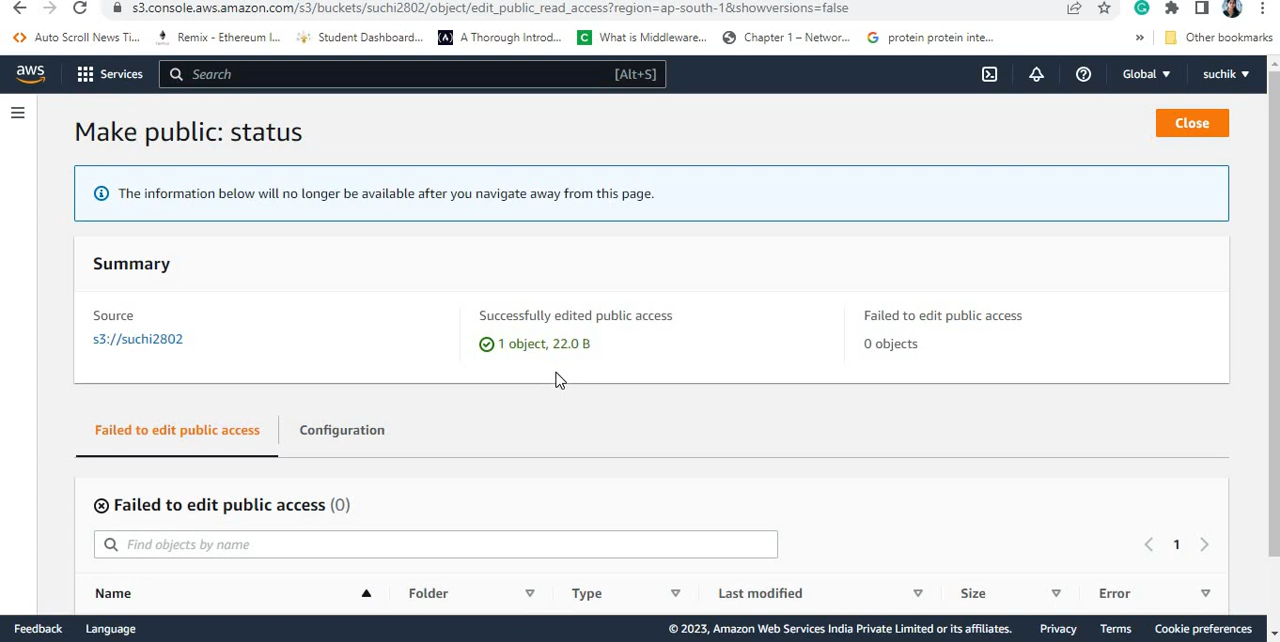 s3.console.aws.amazon.com/s3/buckets/suchi2802/object/edit_public_read_access?region=ap-south-1&showversions=false
Auto Scroll News Ti... Remix - Ethereum I... Student Dashboard... A Thorough Introd... What is Middleware... Chapter 1 – Networ... protein protein inte... » Other bookmarks
aws Services Search [Alt+S] Global suchik
Make public: status
Close
The information below will no longer be available after you navigate away from this page.
Summary
Source
s3://suchi2802
Successfully edited public access
1 object, 22.0 B
Failed to edit public access
0 objects
Failed to edit public access Configuration
Failed to edit public access (0)
Find objects by name
1
Name Folder Type Last modified Size Error
Feedback Language © 2023, Amazon Web Services India Private Limited or its affiliates. Privacy Terms Cookie preferences